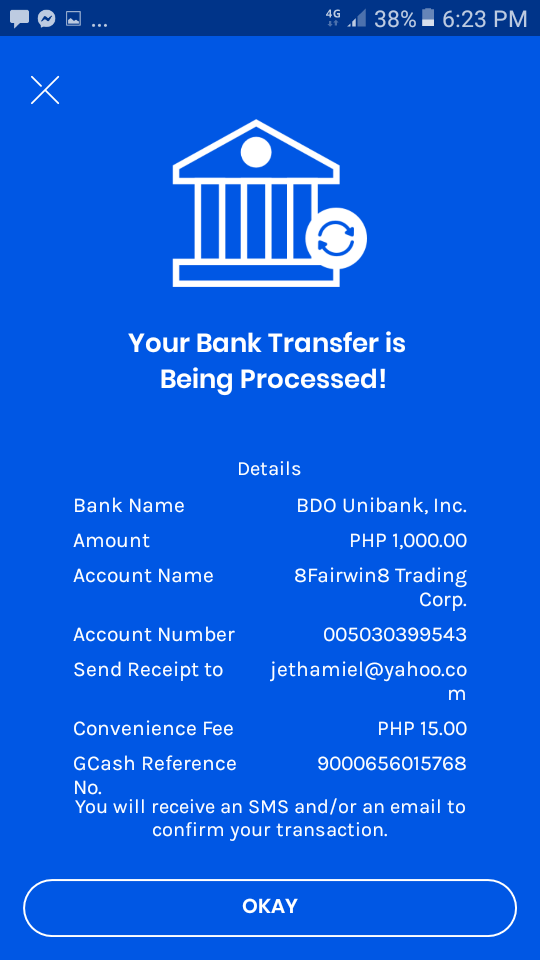 ... 4G 38% 6:23 PM
Your Bank Transfer is
Being Processed!
Details
Bank Name BDO Unibank, Inc.
Amount PHP 1,000.00
Account Name 8Fairwin8 Trading
Corp.
Account Number 005030399543
Send Receipt to jethamiel@yahoo.co
m
Convenience Fee PHP 15.00
GCash Reference 9000656015768
No.
You will receive an SMS and/or an email to
confirm your transaction.
OKAY